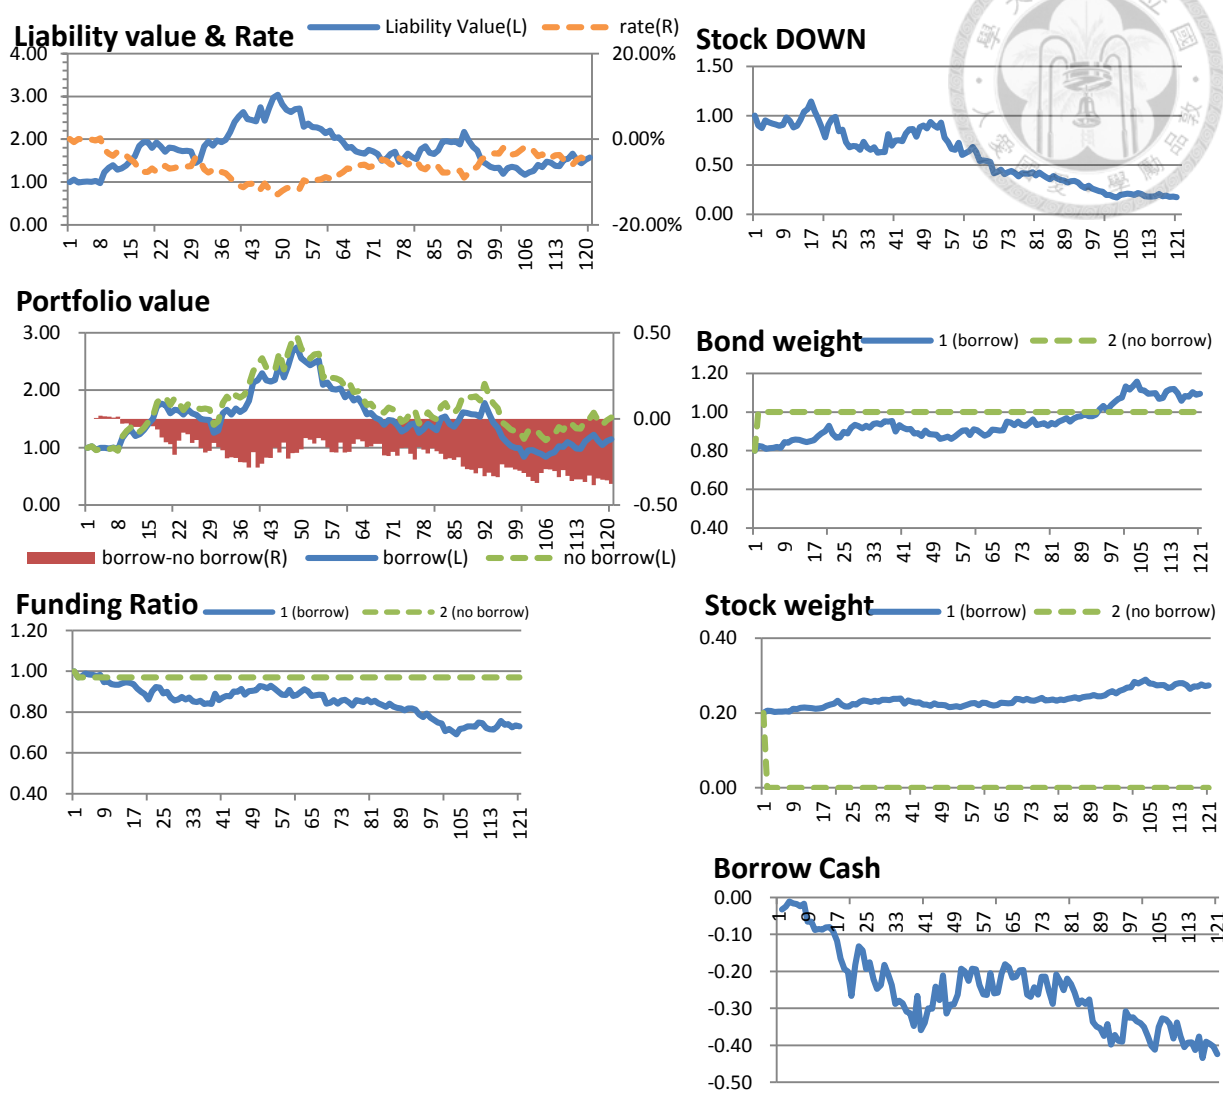 Liability value & Rate
Liability Value(L)
rate(R)
4.00
3.00
2.00
1.00
0.00
20.00%
0.00%
-20.00%
1 8 15 22 29 36 43 50 57 64 71 78 85 92 99 106 113 120
Stock DOWN
1.50
1.00
0.50
0.00
1 9 17 25 33 41 49 57 65 73 81 89 97 105 113 121
Portfolio value
3.00
2.00
1.00
0.00
0.50
0.00
-0.50
1 8 15 22 29 36 43 50 57 64 71 78 85 92 99 106 113 120
borrow-no borrow(R)
borrow(L)
no borrow(L)
Bond weight
1 (borrow)
2 (no borrow)
1.20
1.00
0.80
0.60
0.40
1 9 17 25 33 41 49 57 65 73 81 89 97 105 113 121
Funding Ratio
1 (borrow)
2 (no borrow)
1.20
1.00
0.80
0.60
0.40
1 9 17 25 33 41 49 57 65 73 81 89 97 105 113 121
Stock weight
1 (borrow)
2 (no borrow)
0.40
0.20
0.00
1 9 17 25 33 41 49 57 65 73 81 89 97 105 113 121
Borrow Cash
0.00
-0.10
-0.20
-0.30
-0.40
-0.50
1 9 17 25 33 41 49 57 65 73 81 89 97 105 113 121